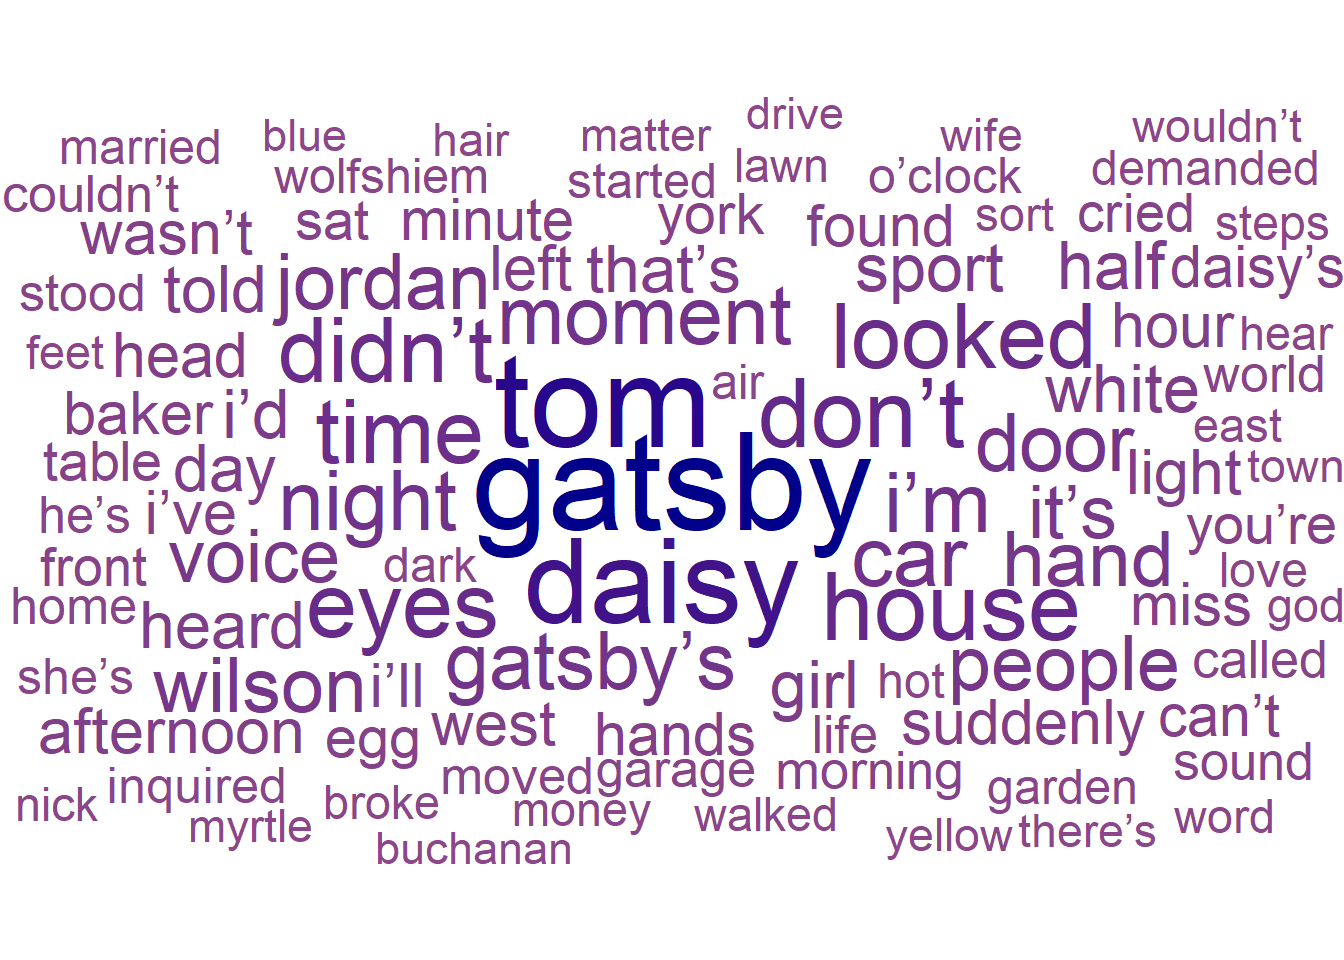 married blue hair matter drive wife wouldn’t
couldn’t wolfshiem started lawn o’clock demanded
wasn’t sat minute york found sort cried steps
stood told jordan left that’s sport half daisy’s
feet head didn’t moment looked hour hear
baker i’d time tom air don’t white world
table day night gatsby door light east town
he’s i’ve i’m it’s you’re
front voice dark daisy car hand love
home heard eyes house miss god
she’s wilson i’ll gatsby’s girl hot people called
afternoon egg west hands life suddenly can’t
nick inquired broke moved garage morning garden sound
myrtle buchanan money walked yellow there’s word